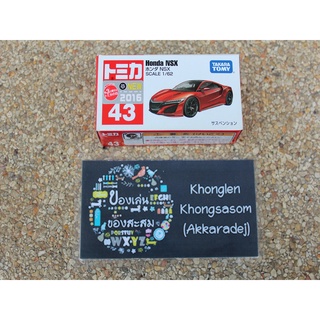 トミカ
Honda NSX
ホンダ NSX
SCALE 1/62
TAKARA
TOMY
2016
43
サスペンション
ของเล่น
ของสะสม
W-X-Y-Z
Khonglen
Khongsasom
(Akkaradej)